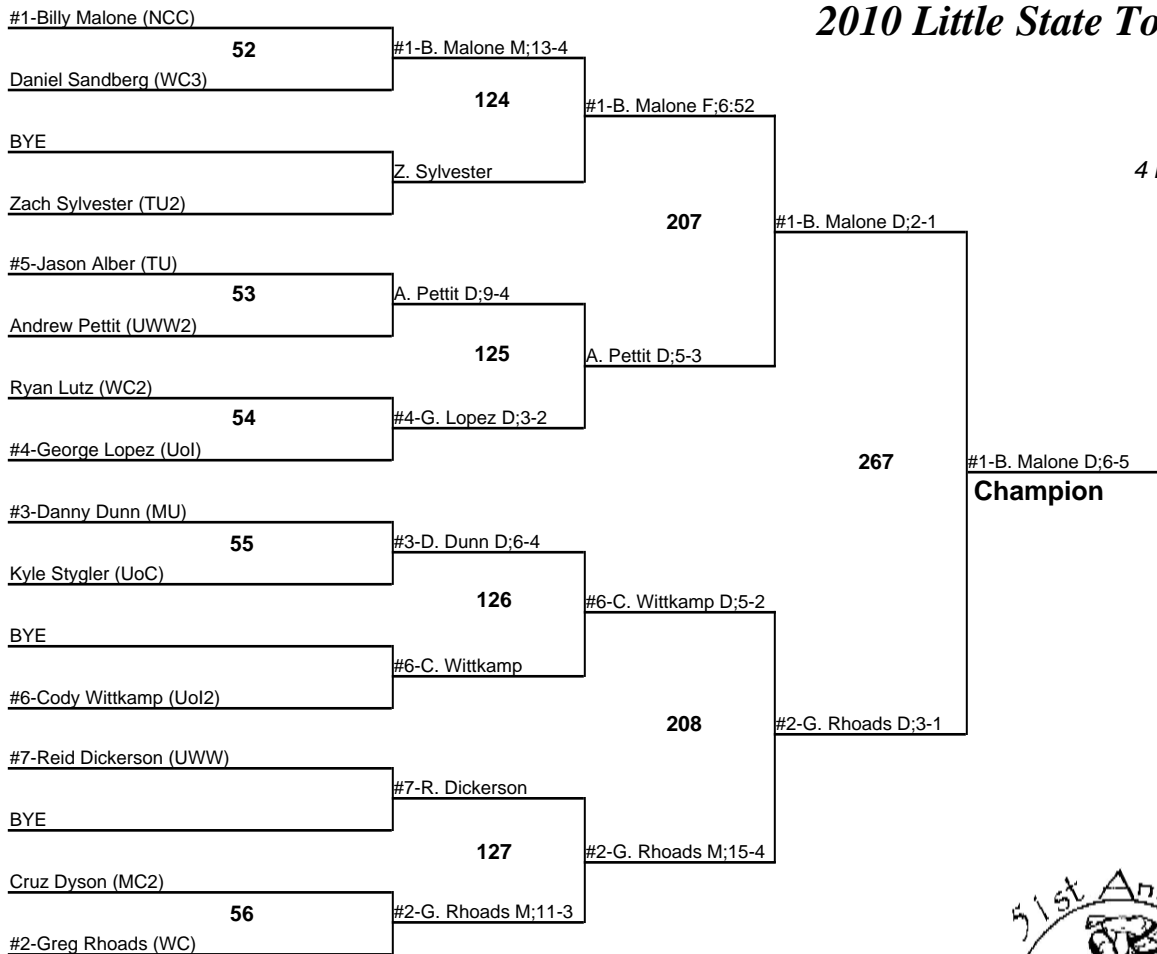 2010 Little State To
#1-Billy Malone (NCC)
52
Daniel Sandberg (WC3)
#1-B. Malone M;13-4
124
BYE
Zach Sylvester (TU2)
Z. Sylvester
#1-B. Malone F;6:52
4
207
#5-Jason Alber (TU)
53
Andrew Pettit (UWW2)
A. Pettit D;9-4
125
Ryan Lutz (WC2)
54
#4-George Lopez (UoI)
#4-G. Lopez D;3-2
A. Pettit D;5-3
#1-B. Malone D;2-1
267
#1-B. Malone D;6-5
Champion
#3-Danny Dunn (MU)
55
Kyle Stygler (UoC)
#3-D. Dunn D;6-4
126
BYE
#6-Cody Wittkamp (UoI2)
#6-C. Wittkamp
#6-C. Wittkamp D;5-2
208
#2-G. Rhoads D;3-1
#7-Reid Dickerson (UWW)
BYE
#7-R. Dickerson
127
Cruz Dyson (MC2)
56
#2-Greg Rhoads (WC)
#2-G. Rhoads M;11-3
#2-G. Rhoads M;15-4
51st An